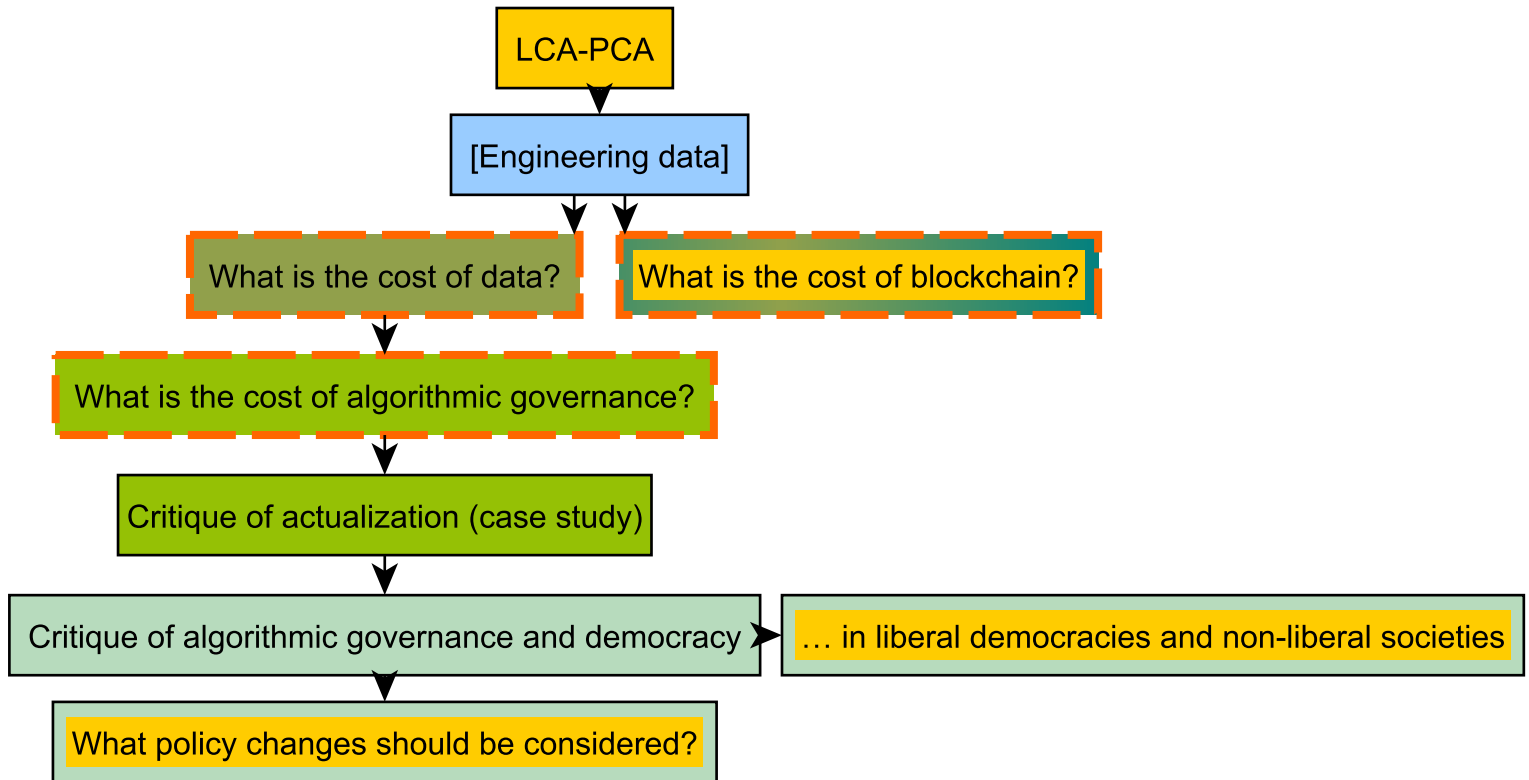 LCA-PCA
[Engineering data]
What is the cost of data?
What is the cost of blockchain?
What is the cost of algorithmic governance?
Critique of actualization (case study)
Critique of algorithmic governance and democracy
… in liberal democracies and non-liberal societies
What policy changes should be considered?